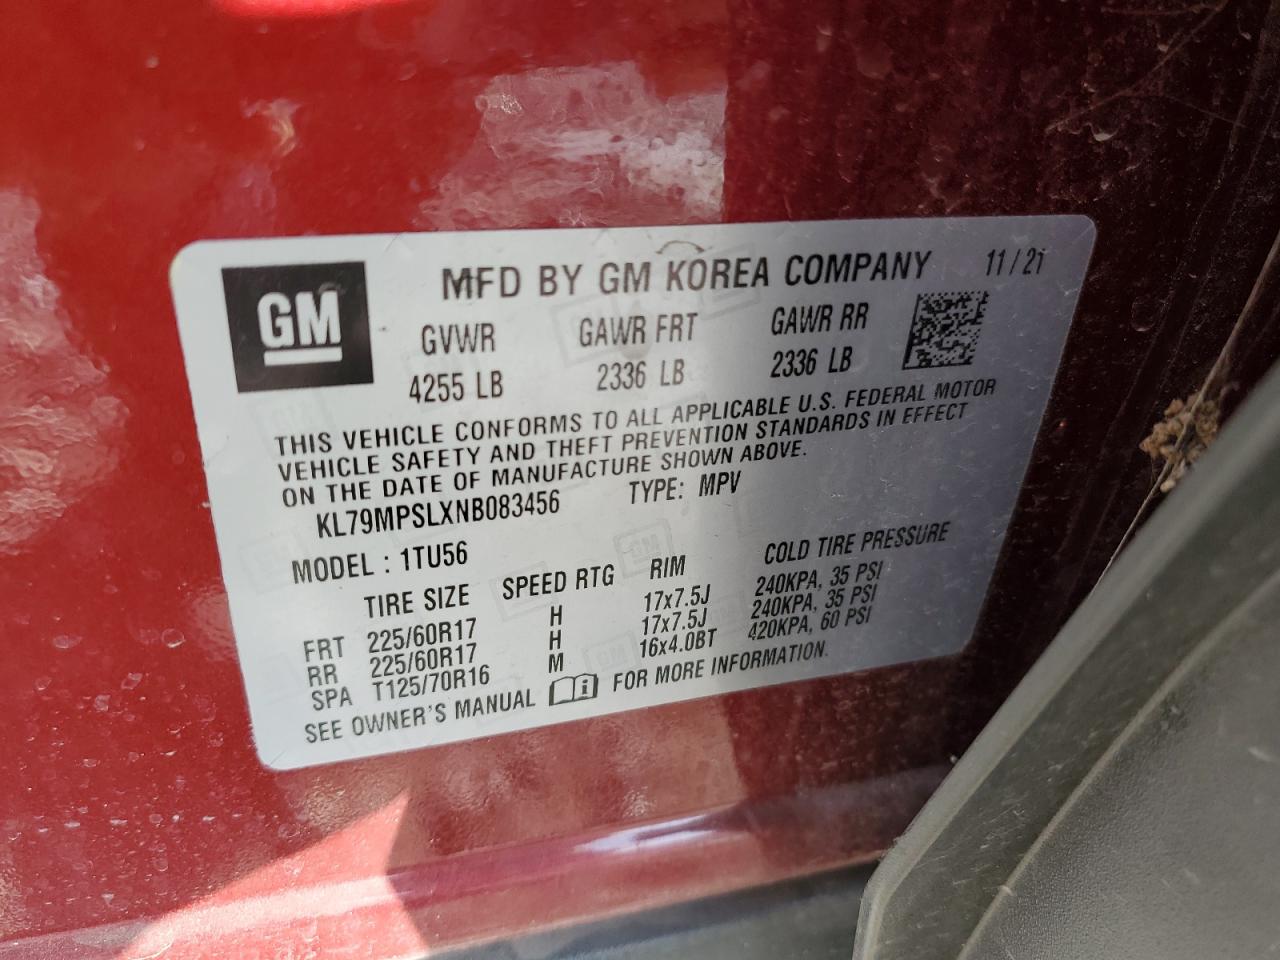 GM
MFD BY GM KOREA COMPANY 11/21
GVWR GAWR FRT GAWR RR
4255 LB 2336 LB 2336 LB
THIS VEHICLE CONFORMS TO ALL APPLICABLE U.S. FEDERAL MOTOR
VEHICLE SAFETY AND THEFT PREVENTION STANDARDS IN EFFECT
ON THE DATE OF MANUFACTURE SHOWN ABOVE.
KL79MPSLXNB083456 TYPE: MPV
MODEL : 1TU56
TIRE SIZE SPEED RTG RIM COLD TIRE PRESSURE
FRT 225/60R17 H 17x7.5J 240KPA, 35 PSI
RR 225/60R17 H 17x7.5J 240KPA, 35 PSI
SPA T125/70R16 M 16x4.0BT 420KPA, 60 PSI
SEE OWNER'S MANUAL FOR MORE INFORMATION.